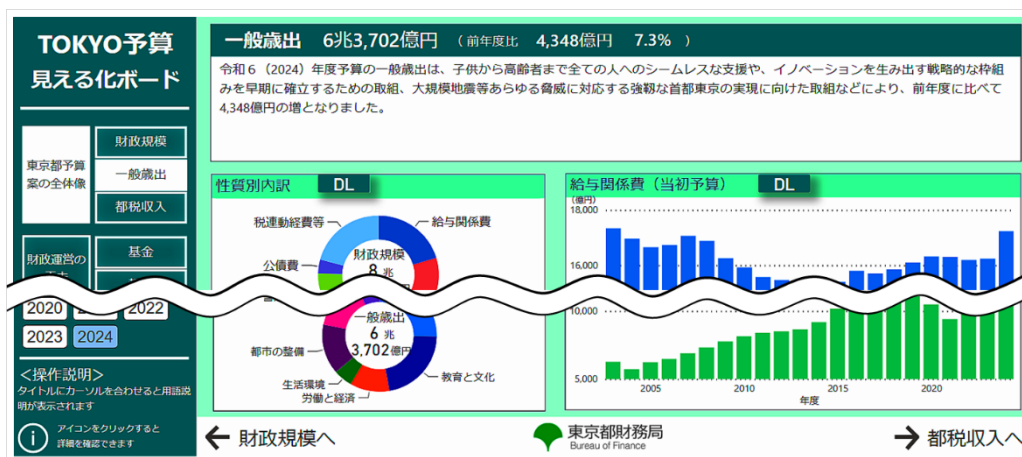 TOKYO予算
見える化ボード
東京都予算
案の全体像
財政規模
一般歳出
都税収入
財政運営の
基金
2020
2022
2023
2024
<操作説明>
タイトルにカーソルを合わせると用語説
明が表示されます
i
アイコンをクリックすると
詳細を確認できます
一般歳出 6兆3,702億円 (前年度比 4,348億円 7.3% )
令和6(2024)年度予算の一般歳出は、子供から高齢者まで全ての人へのシームレスな支援や、イノベーションを生み出す戦略的な枠組
みを早期に確立するための取組、大規模地震等あらゆる脅威に対応する強靱な首都東京の実現に向けた取組などにより、前年度に比べて
4,348億円の増となりました。
性質別内訳 DL
税連動経費等
給与関係費
公債費
財政規模
8 兆
一般歳出
6 兆
3,702億円
都市の整備
生活環境
労働と経済
教育と文化
給与関係費(当初予算) DL
(億円)
18,000
16,000
10,000
5,000
2005
2010
2015
2020
年度
← 財政規模へ
東京都財務局
Bureau of Finance
→ 都税収入へ